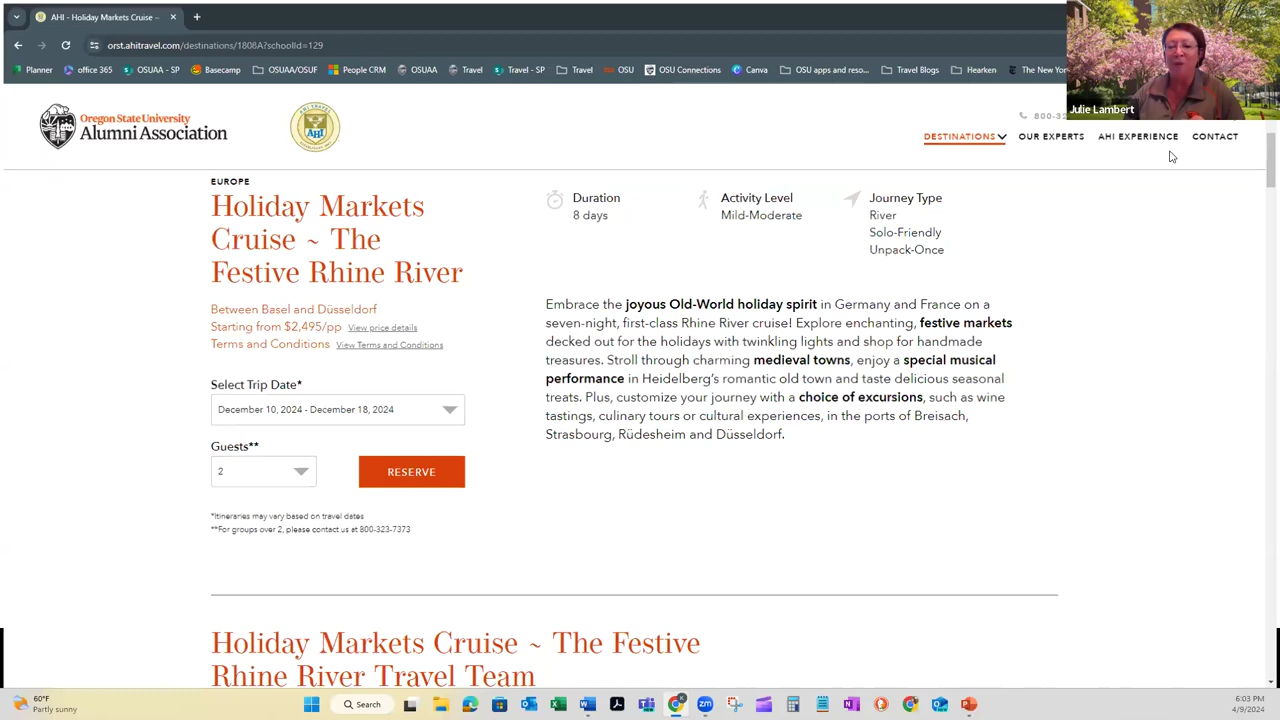 AHI - Holiday Markets Cruise –
orst.ahitravel.com/destinations/1808A?schoolId=129
Planner
office 365
OSUAA - SP
Basecamp
OSUAA/OSUF
People CRM
OSUAA
Travel
Travel - SP
Travel
OSU
OSU Connections
Canva
OSU apps and reso...
Travel Blogs
Hearken
The New Yor
Julie Lambert
Oregon State University
Alumni Association
AHI TRAVEL
AHI
800-32
DESTINATIONS
OUR EXPERTS
AHI EXPERIENCE
CONTACT
EUROPE
Holiday Markets
Cruise ~ The
Festive Rhine River
Between Basel and Düsseldorf
Starting from $2,495/pp View price details
Terms and Conditions View Terms and Conditions
Select Trip Date*
December 10, 2024 - December 18, 2024
Guests**
2
RESERVE
*Itineraries may vary based on travel dates
**For groups over 2, please contact us at 800-323-7373
Duration
8 days
Activity Level
Mild-Moderate
Journey Type
River
Solo-Friendly
Unpack-Once
Embrace the joyous Old-World holiday spirit in Germany and France on a
seven-night, first-class Rhine River cruise! Explore enchanting, festive markets
decked out for the holidays with twinkling lights and shop for handmade
treasures. Stroll through charming medieval towns, enjoy a special musical
performance in Heidelberg's romantic old town and taste delicious seasonal
treats. Plus, customize your journey with a choice of excursions, such as wine
tastings, culinary tours or cultural experiences, in the ports of Breisach,
Strasbourg, Rüdesheim and Düsseldorf.
Holiday Markets Cruise ~ The Festive
Rhine River Travel Team
60°F
Partly sunny
Search
6:03 PM
4/9/2024